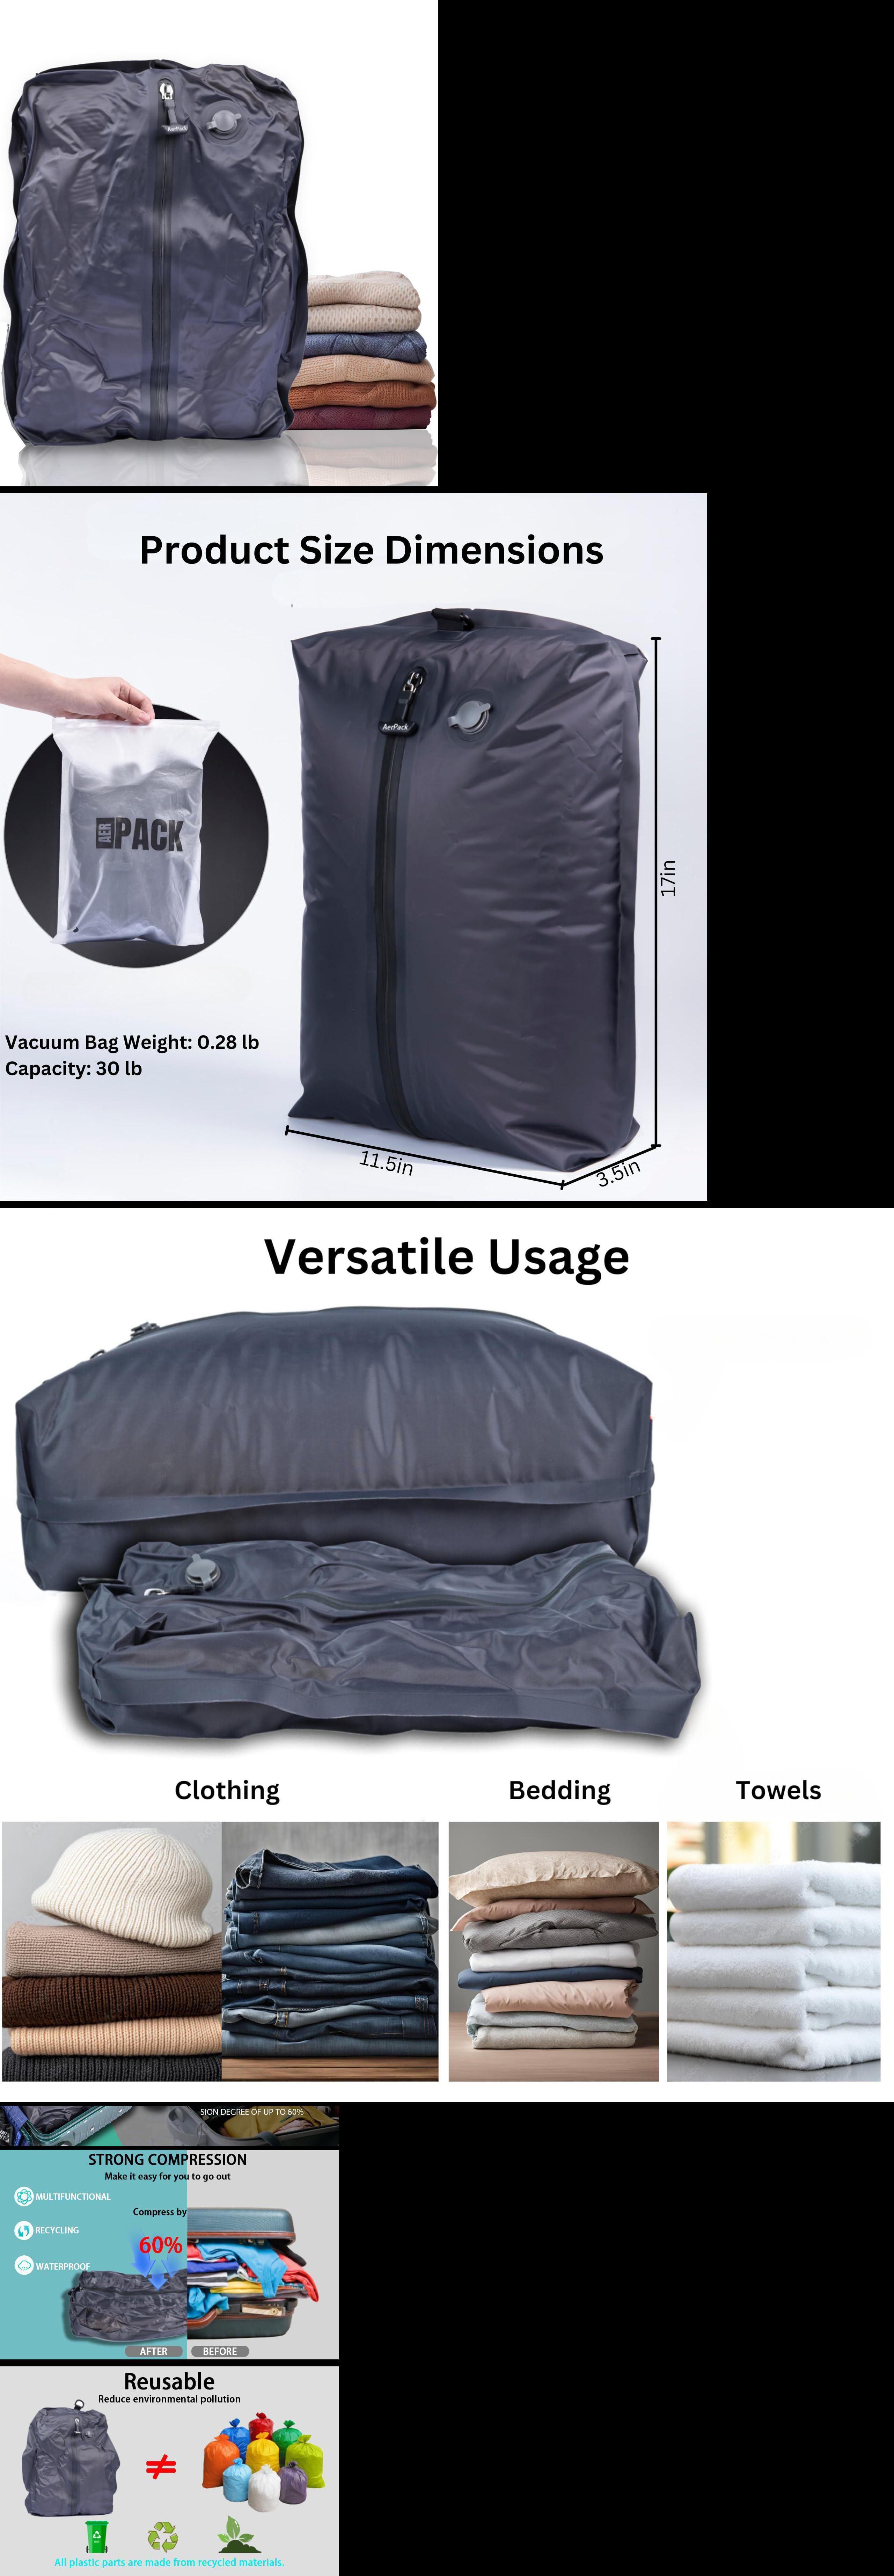 AerPack
Product Size Dimensions
AerPack
AER PACK
17in
Vacuum Bag Weight: 0.28 lb
Capacity: 30 lb
11.5in
3.5in
Versatile Usage
Clothing
Bedding
Towels
SION DEGREE OF UP TO 60%
STRONG COMPRESSION
Make it easy for you to go out
MULTIFUNCTIONAL
Compress by
RECYCLING
60%
WATERPROOF
AFTER
BEFORE
Reusable
Reduce environmental pollution
≠
All plastic parts are made from recycled materials.